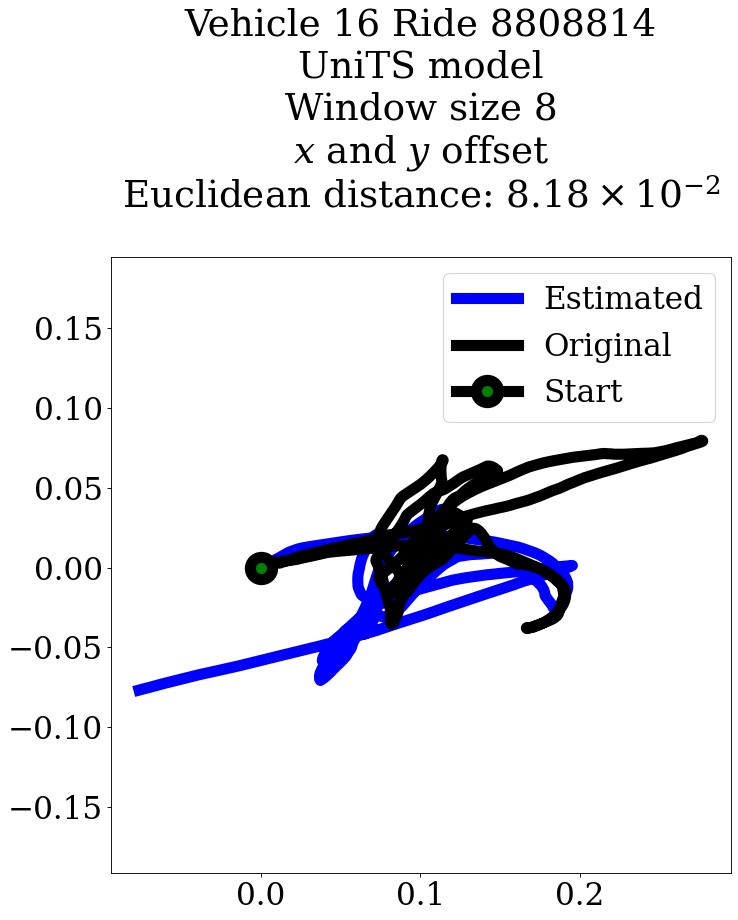 Vehicle 16 Ride 8808814
UniTS model
Window size 8
x and y offset
Euclidean distance: 8.18 × 10⁻²
Estimated
Original
Start
0.15
0.10
0.05
0.00
−0.05
−0.10
−0.15
0.0 0.1 0.2